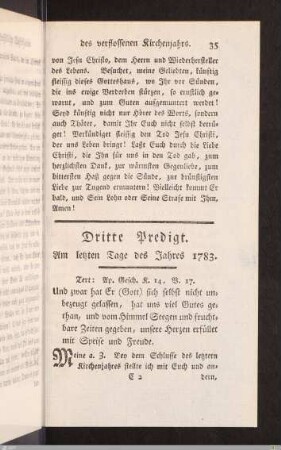 des verflossenen Kirchenjahrs. 35
von Jesu Christo, dem Herrn und Wiederhersteller
des Lebens. Besuchet, meine Geliebten, künftig
fleissig dieses Gotteshaus, wo Ihr vor Sünden,
die ins ewige Verderben stürzen, so ernstlich ge-
warnt, und zum Guten aufgemuntert werdet!
Seyd künftig nicht nur Hörer des Worts, sondern
auch Thäter, damit Ihr Euch nicht selbst betrü-
get! Verkündiget fleissig den Tod Jesu Christi,
der uns Leben bringt! Laßt Euch durch die Liebe
Christi, die Ihn für uns in den Tod gab, zum
herzlichsten Dank, zur wärmsten Gegenliebe, zum
bittersten Haß gegen die Sünde, zur brünstigsten
Liebe zur Tugend ermuntern! Vielleicht kommt Er
bald, und Sein Lohn oder Seine Strafe mit Ihm,
Amen!
Dritte Predigt.
Am letzten Tage des Jahres 1783.
Text: Ap. Gesch. K. 14. V. 17.
Und zwar hat Er (Gott) sich selbst nicht un-
bezeugt gelassen, hat uns viel Gutes ge-
than, und vom Himmel Seegen und frucht-
bare Zeiten gegeben, unsere Herzen erfüllet
mit Speise und Freude.
Meine a. Z. Bey dem Schlusse des letztern
Kirchenjahres stellte ich mit Euch und an-
C 2 dern,